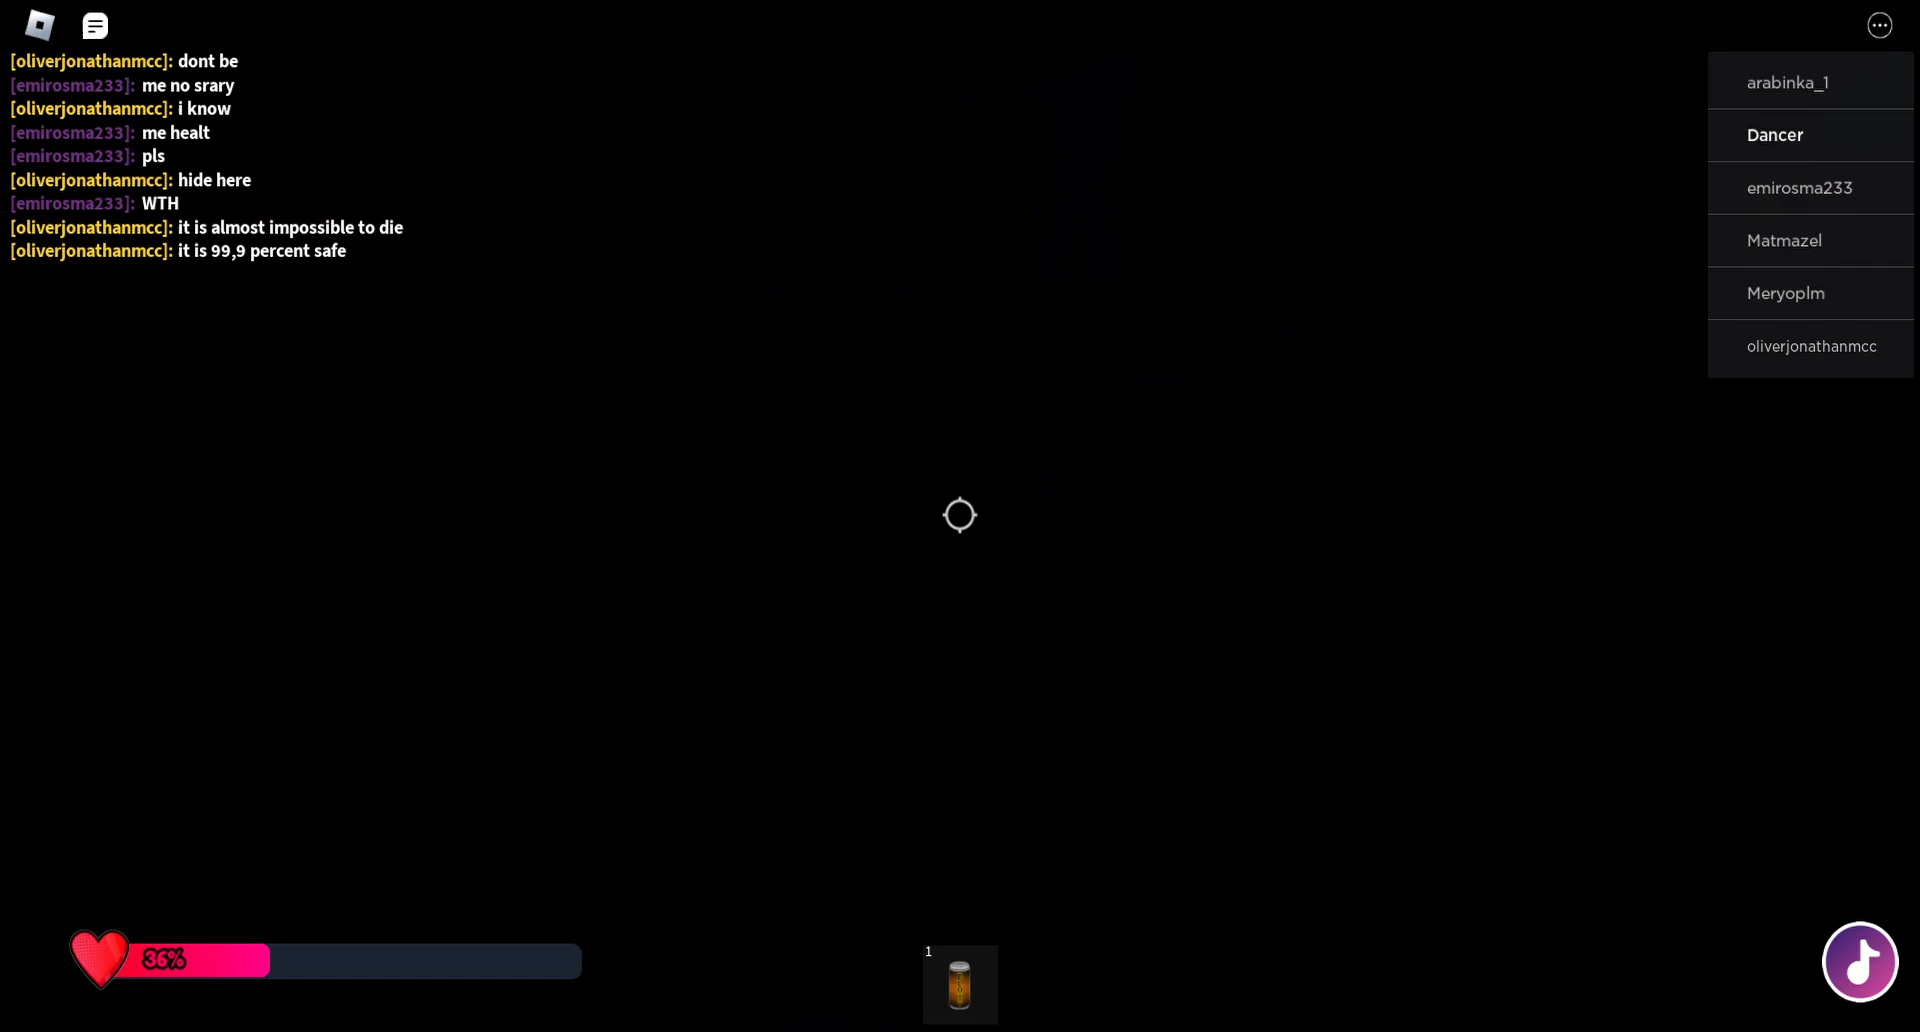 [oliverjonathanmcc]: dont be
[emirosma233]: me no srary
[oliverjonathanmcc]: i know
[emirosma233]: me healt
[emirosma233]: pls
[oliverjonathanmcc]: hide here
[emirosma233]: WTH
[oliverjonathanmcc]: it is almost impossible to die
[oliverjonathanmcc]: it is 99,9 percent safe
arabinka_1
Dancer
emirosma233
Matmazel
Meryoplm
oliverjonathanmcc
36%
1